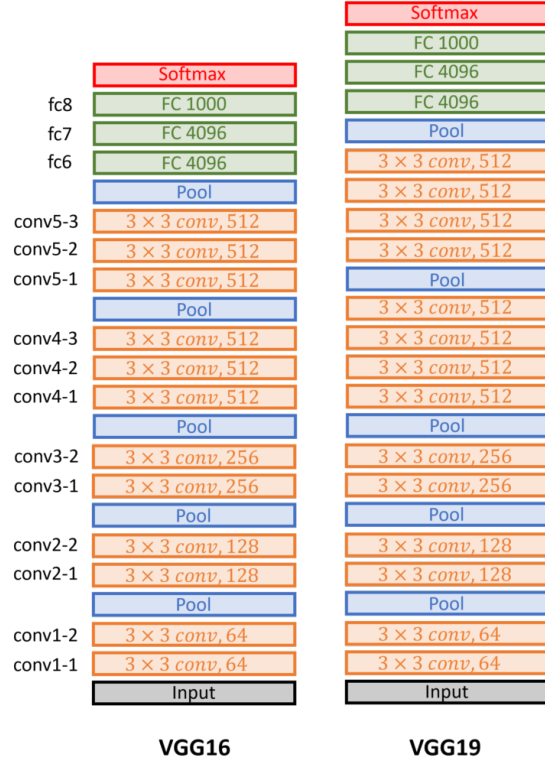 Softmax
fc8 FC 1000
fc7 FC 4096
fc6 FC 4096
Pool
conv5-3 3 × 3 conv, 512
conv5-2 3 × 3 conv, 512
conv5-1 3 × 3 conv, 512
Pool
conv4-3 3 × 3 conv, 512
conv4-2 3 × 3 conv, 512
conv4-1 3 × 3 conv, 512
Pool
conv3-2 3 × 3 conv, 256
conv3-1 3 × 3 conv, 256
Pool
conv2-2 3 × 3 conv, 128
conv2-1 3 × 3 conv, 128
Pool
conv1-2 3 × 3 conv, 64
conv1-1 3 × 3 conv, 64
Input
VGG16
Softmax
FC 1000
FC 4096
FC 4096
Pool
3 × 3 conv, 512
3 × 3 conv, 512
3 × 3 conv, 512
3 × 3 conv, 512
Pool
3 × 3 conv, 512
3 × 3 conv, 512
3 × 3 conv, 512
3 × 3 conv, 512
Pool
3 × 3 conv, 256
3 × 3 conv, 256
Pool
3 × 3 conv, 128
3 × 3 conv, 128
Pool
3 × 3 conv, 64
3 × 3 conv, 64
Input
VGG19